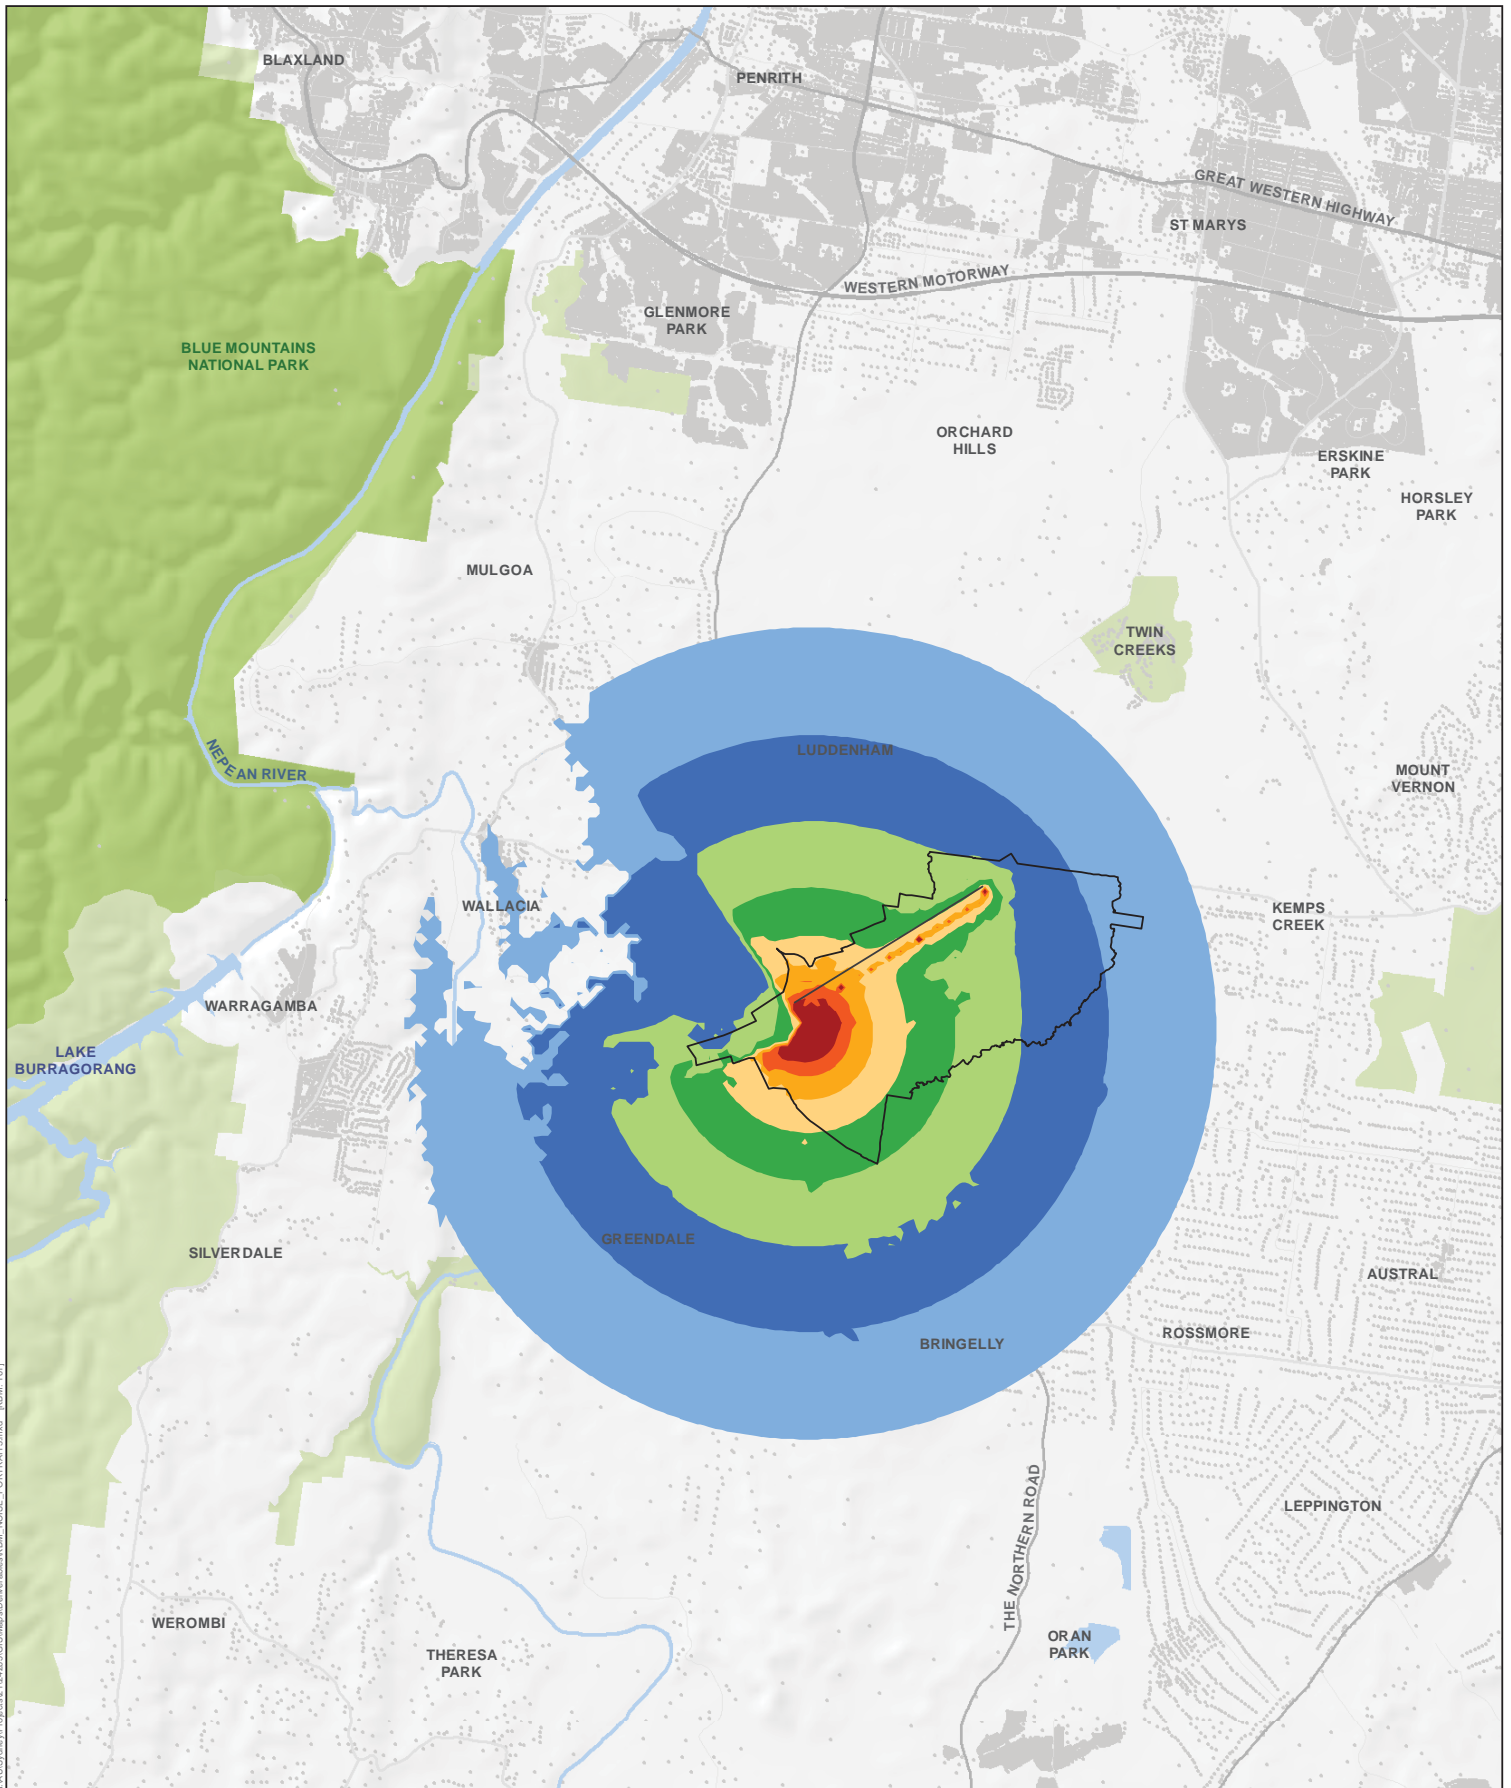 BLAXLAND
PENRITH
GREAT WESTERN HIGHWAY
ST MARYS
WESTERN MOTORWAY
GLENMORE
PARK
BLUE MOUNTAINS
NATIONAL PARK
ORCHARD
HILLS
ERSKINE
PARK
HORSLEY
PARK
MULGOA
TWIN
CREEKS
LUDDENHAM
NEPEAN RIVER
MOUNT
VERNON
WALLACIA
KEMPS
CREEK
WARRAGAMBA
LAKE
BURRAGORANG
GREENDALE
SILVERDALE
AUSTRAL
ROSSMORE
BRINGELLY
THE NORTHERN ROAD
LEPPINGTON
WEROMBI
ORAN
PARK
THERESA
PARK